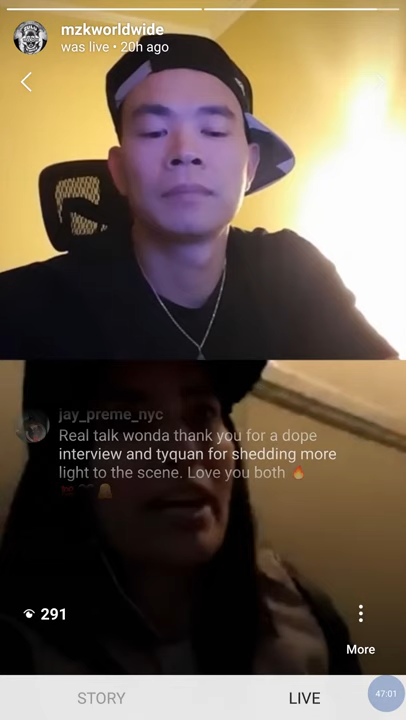 mzkworldwide
was live • 20h ago
jay_preme_nyc
Real talk wonda thank you for a dope
interview and tyquan for shedding more
light to the scene. Love you both 🔥
291
More
STORY LIVE
47:01